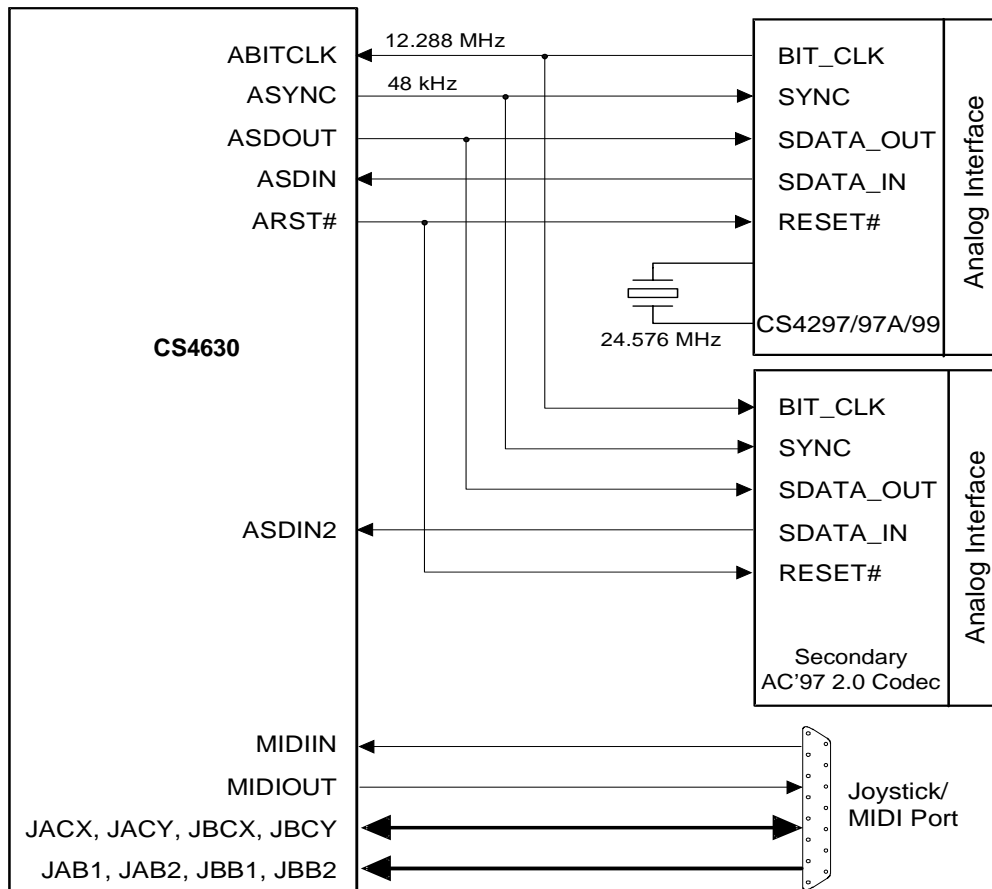 ABITCLK
12.288 MHz
BIT_CLK
ASYNC
48 kHz
SYNC
ASDOUT
SDATA_OUT
ASDIN
SDATA_IN
ARST#
RESET#
Analog Interface
24.576 MHz
CS4297/97A/99
CS4630
BIT_CLK
SYNC
SDATA_OUT
ASDIN2
SDATA_IN
RESET#
Analog Interface
Secondary
AC'97 2.0 Codec
MIDIIN
MIDIOUT
JACX, JACY, JBCX, JBCY
JAB1, JAB2, JBB1, JBB2
Joystick/
MIDI Port